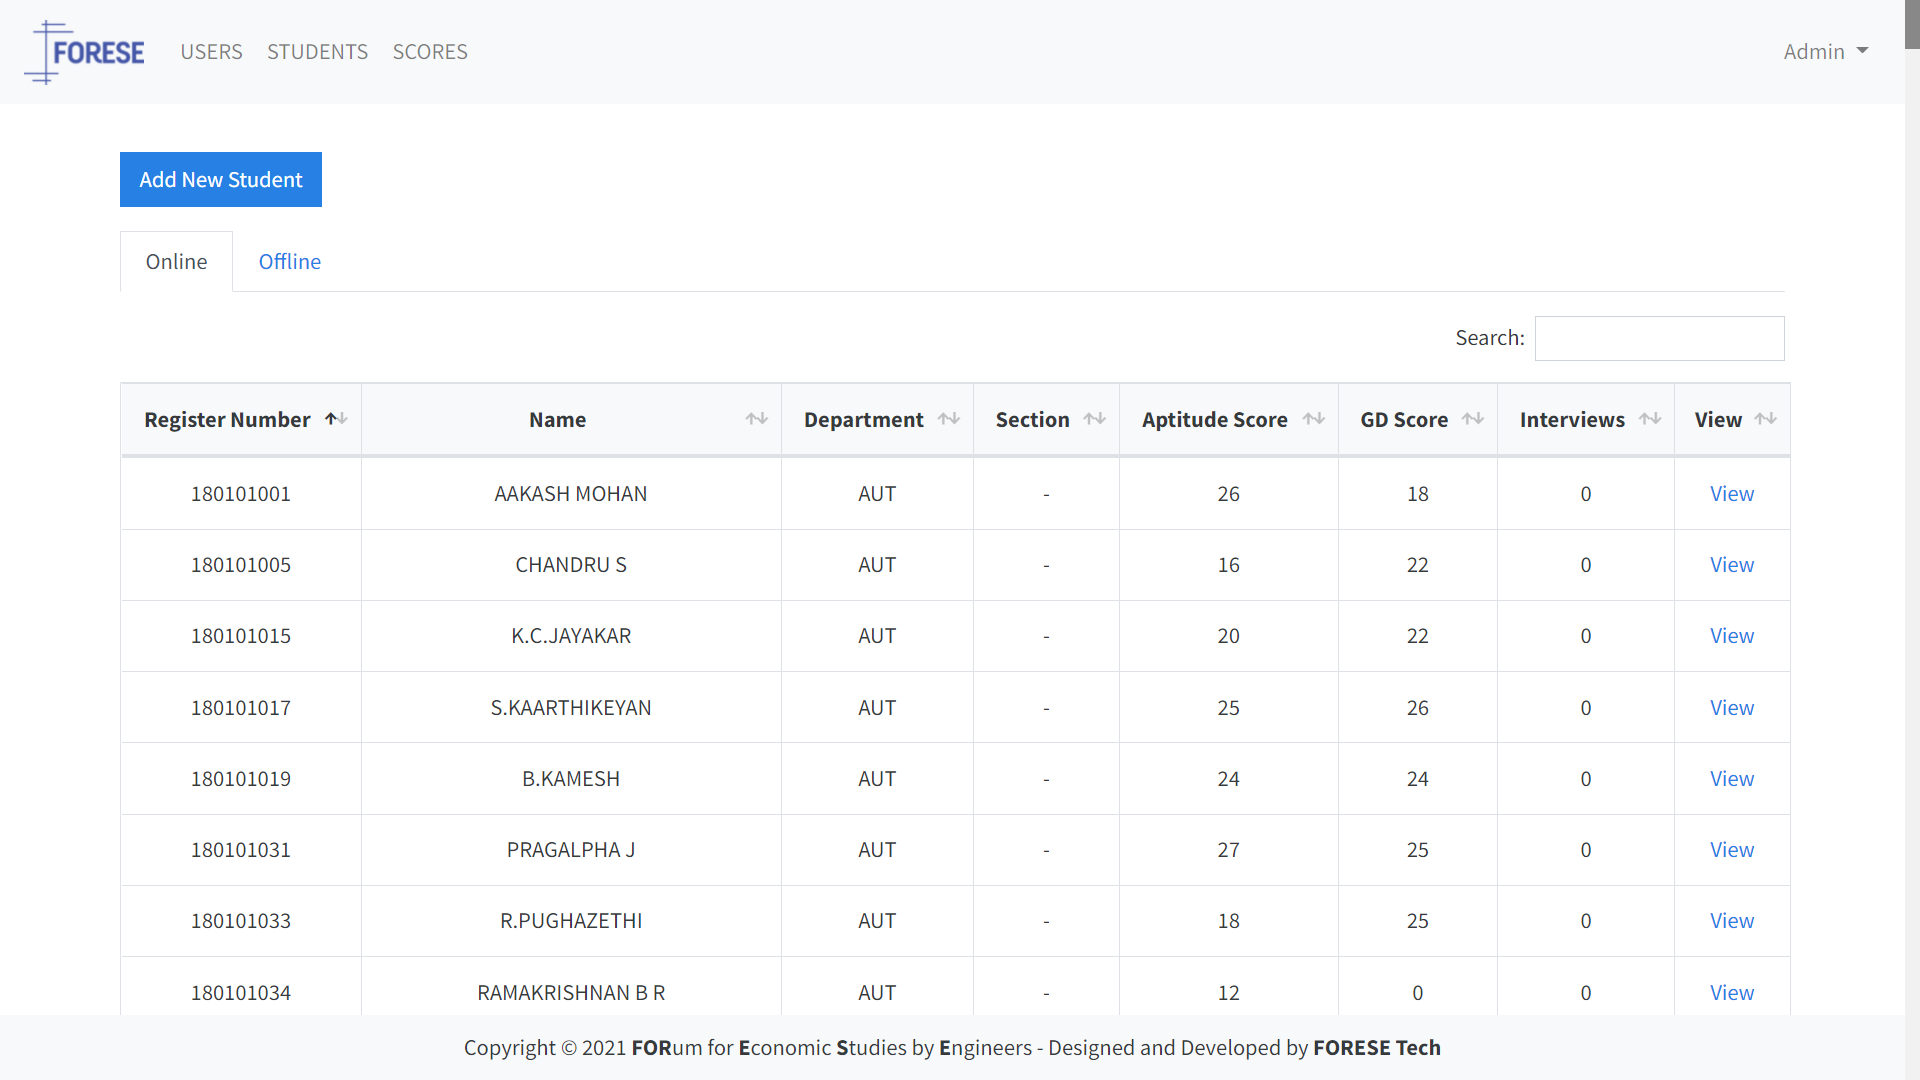 FORESE USERS STUDENTS SCORES Admin
Add New Student
Online Offline
Search:
Register Number Name Department Section Aptitude Score GD Score Interviews View
180101001 AAKASH MOHAN AUT - 26 18 0 View
180101005 CHANDRU S AUT - 16 22 0 View
180101015 K.C.JAYAKAR AUT - 20 22 0 View
180101017 S.KAARTHIKEYAN AUT - 25 26 0 View
180101019 B.KAMESH AUT - 24 24 0 View
180101031 PRAGALPHA J AUT - 27 25 0 View
180101033 R.PUGHAZETHI AUT - 18 25 0 View
180101034 RAMAKRISHNAN B R AUT - 12 0 0 View
Copyright © 2021 FORum for Economic Studies by Engineers - Designed and Developed by FORESE Tech